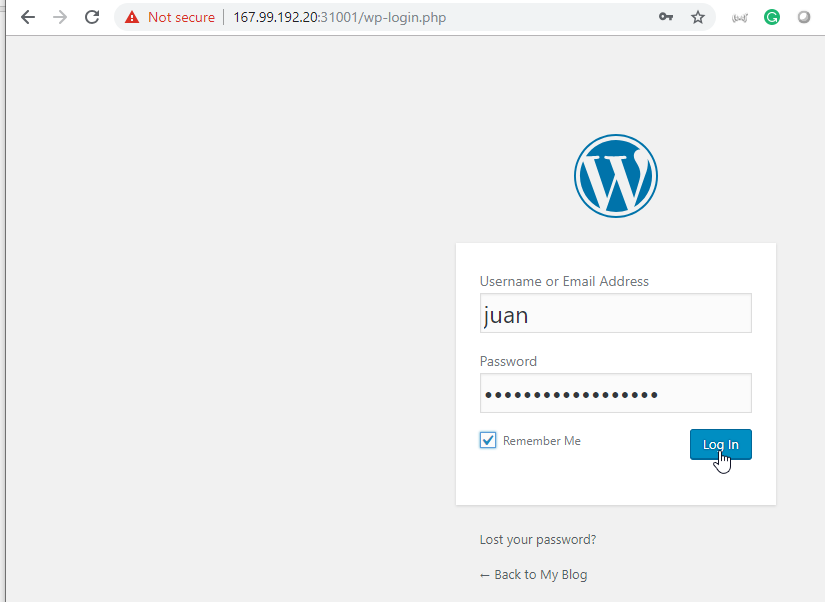 Not secure 167.99.192.20:31001/wp-login.php
Username or Email Address
juan
Password
••••••••••••••••••
Remember Me
Log In
Lost your password?
← Back to My Blog